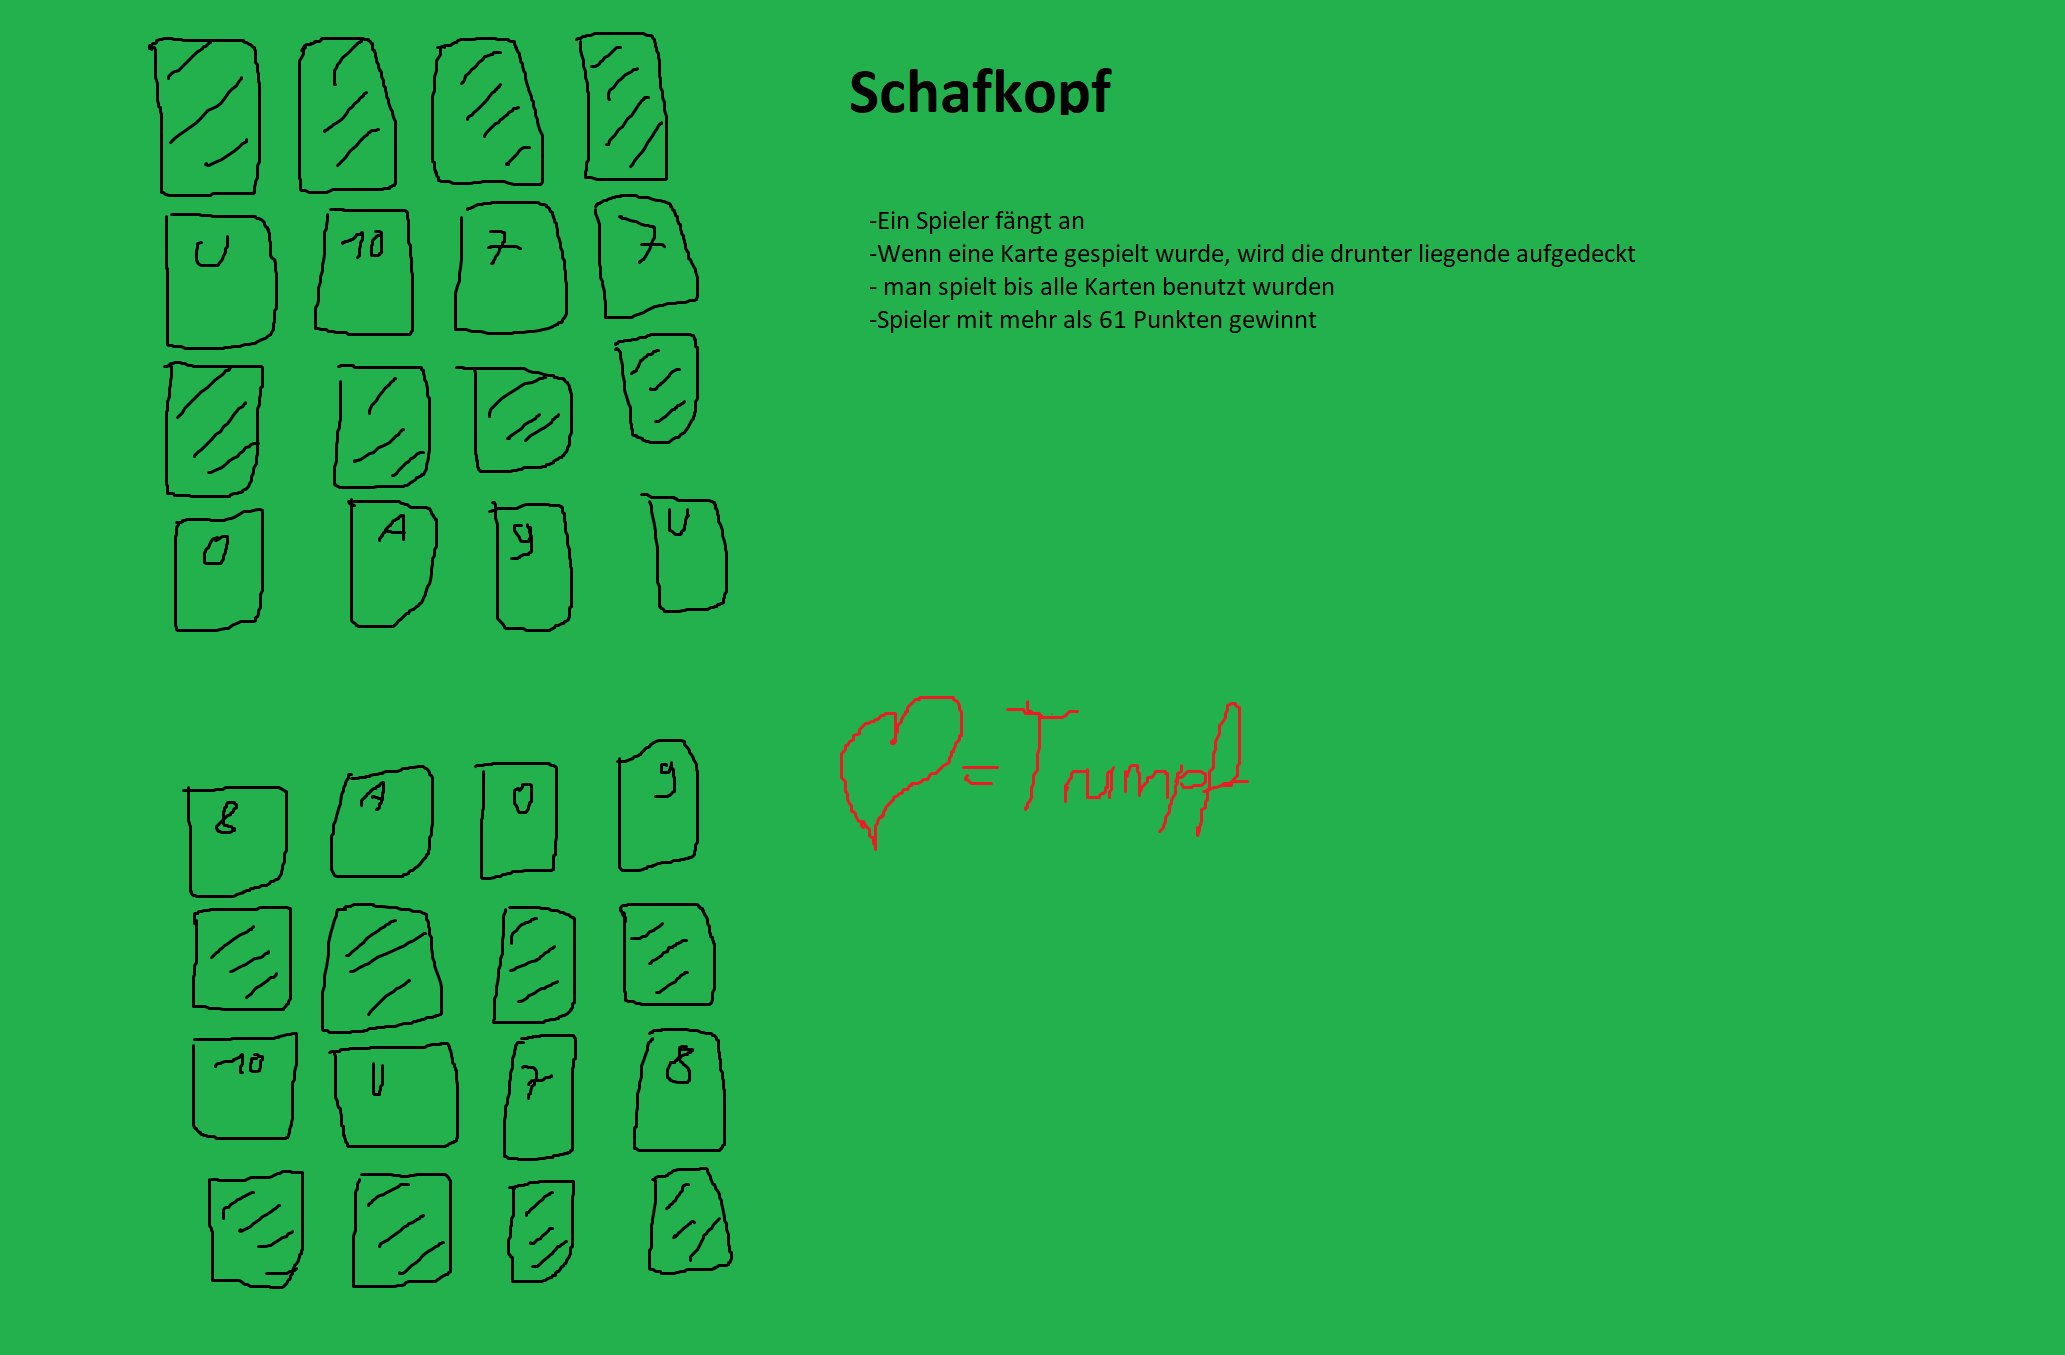 Schafkopf
-Ein Spieler fängt an
-Wenn eine Karte gespielt wurde, wird die drunter liegende aufgedeckt
- man spielt bis alle Karten benutzt wurden
-Spieler mit mehr als 61 Punkten gewinnt
U 10 7 7
O A 9 U
= Trumpf
8 A O 9
10 U 7 8